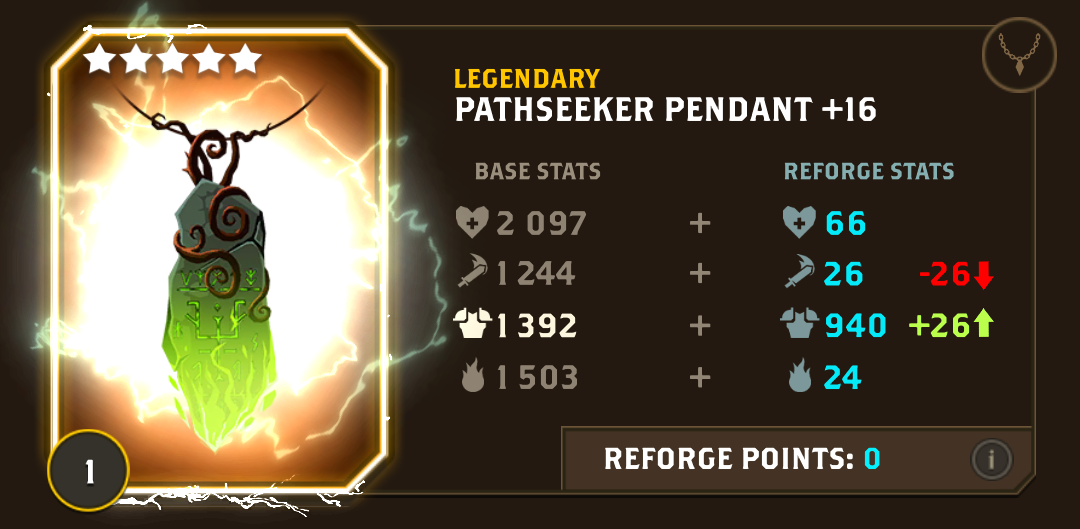 LEGENDARY
PATHSEEKER PENDANT +16
BASE STATS REFORGE STATS
2 097 + 66
1 244 + 26 -26
1 392 + 940 +26
1 503 + 24
REFORGE POINTS: 0 i
1